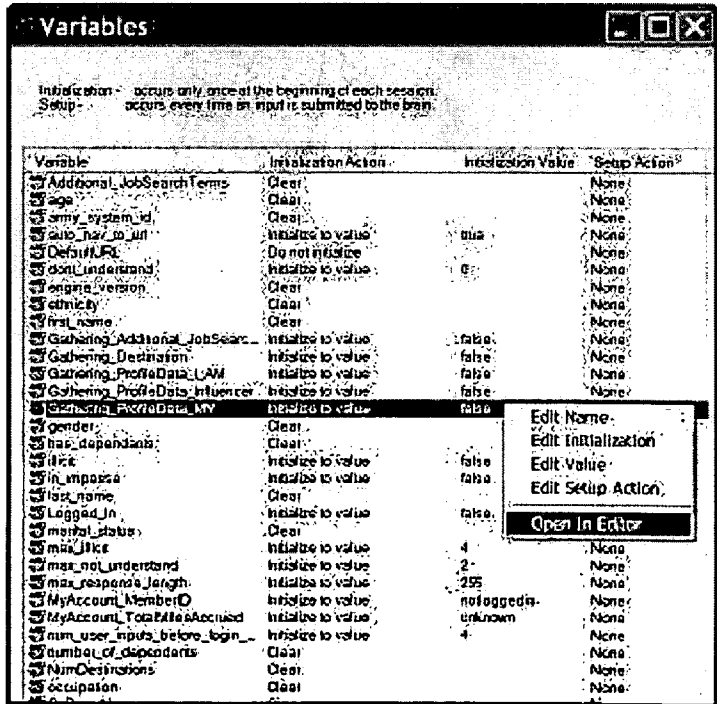 Variables
Initialization - occurs only once at the beginning of each session.
Setup - occurs every time an input is submitted to the brain.
Variable Initialization Action Initialization Value Setup Action
Additional_JobSearchTerms Clear None
age Clear None
army_system_id Clear None
auto_nav_to_url Initialize to value true None
DefaultURL Do not initialize None
dont_understand Initialize to value 0 None
engine_version Clear None
ethnicity Clear None
first_name Clear None
Gathering_Additional_JobSearc... Initialize to value false None
Gathering_Destination Initialize to value false None
Gathering_ProfileData_LAM Initialize to value false None
Gathering_ProfileData_Influencer Initialize to value false None
Gathering_ProfileData_MY Initialize to value false
gender Clear
has_dependants Clear
illicit Initialize to value false
in_impasse Initialize to value false
last_name Clear
Logged_In Initialize to value false
marital_status Clear
max_illicit Initialize to value 4 None
max_not_understand Initialize to value 2 None
max_response_length Initialize to value 255 None
MyAccount_MemberID Initialize to value notloggedin None
MyAccount_TotalMilesAccrued Initialize to value unknown None
num_user_inputs_before_login_... Initialize to value 4 None
number_of_dependents Clear None
NumDestinations Clear None
occupation Clear None
Edit Name
Edit Initialization
Edit Value
Edit Setup Action
Open In Editor